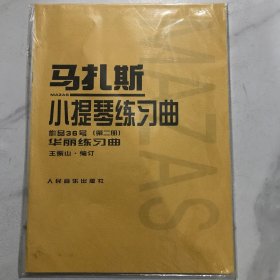 马扎斯
MAZAS
小提琴练习曲
作品36号（第二册）
华丽练习曲
王振山·编订
人民音乐出版社
MAZAS